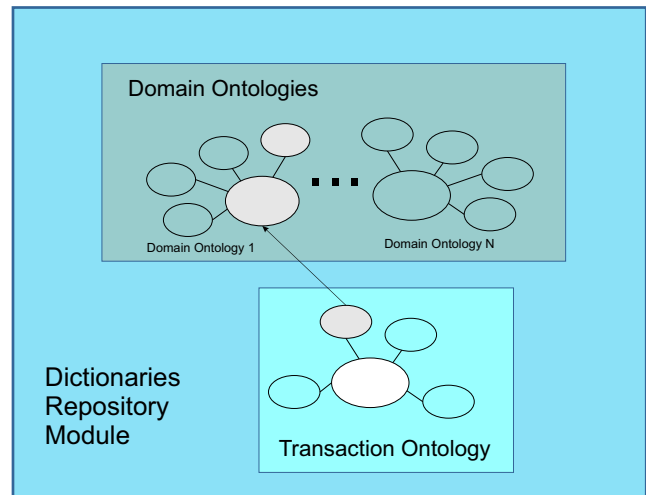 Domain Ontologies
Domain Ontology 1
Domain Ontology N
Dictionaries
Repository
Module
Transaction Ontology